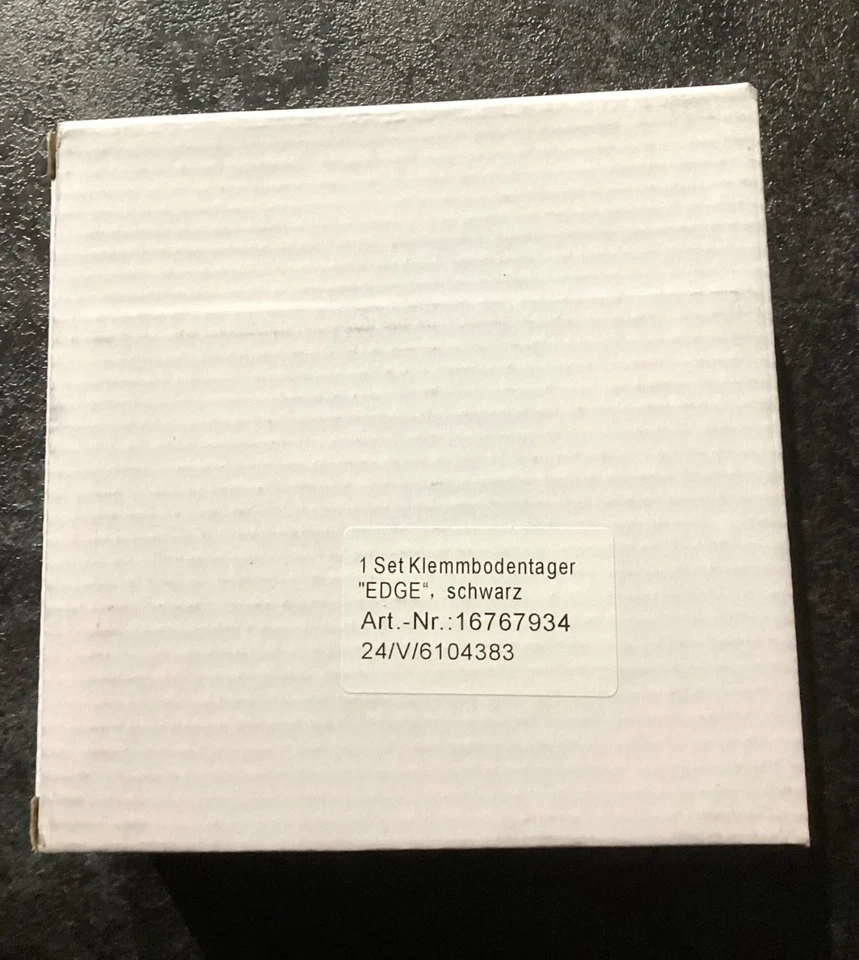 1 Set Klemmbodentager
"EDGE“, schwarz
Art.-Nr.:16767934
24/V/6104383